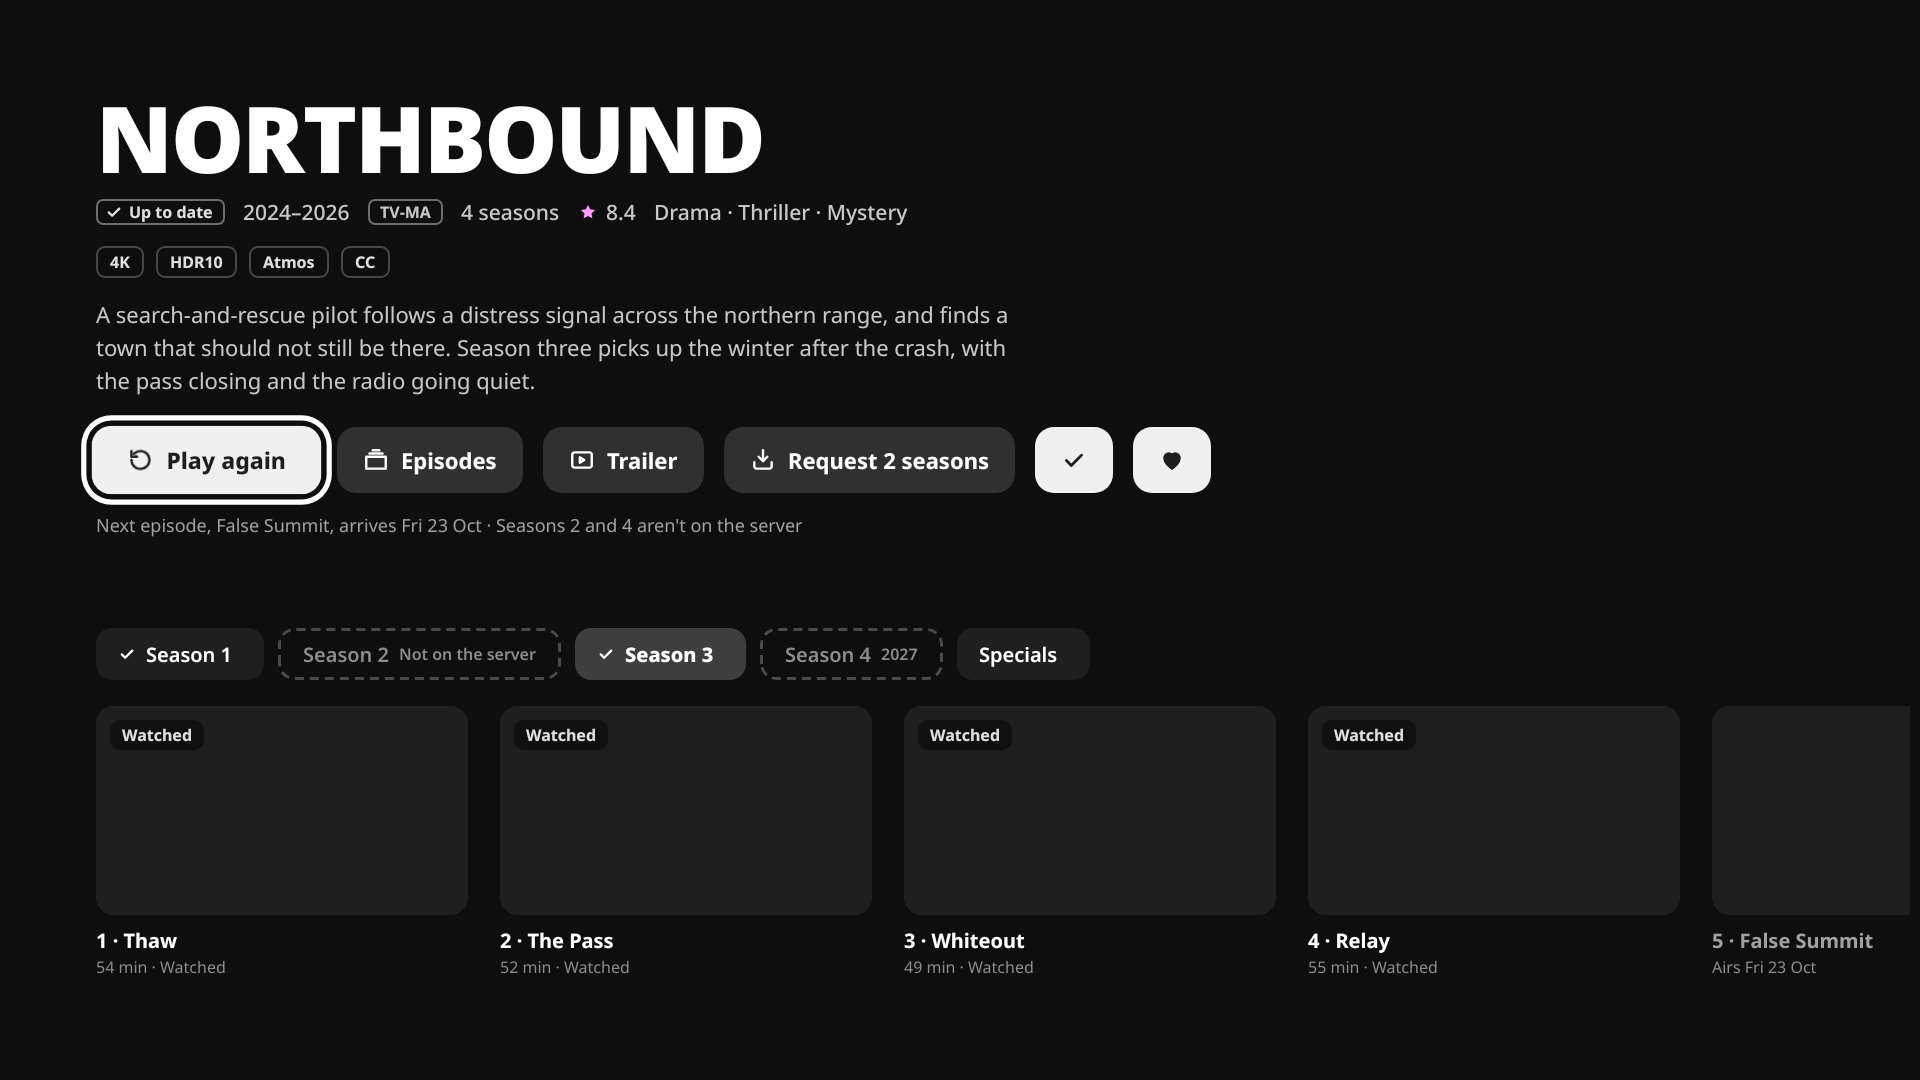 NORTHBOUND
Up to date 2024–2026 TV-MA 4 seasons 8.4 Drama · Thriller · Mystery
4K HDR10 Atmos CC
A search-and-rescue pilot follows a distress signal across the northern range, and finds a
town that should not still be there. Season three picks up the winter after the crash, with
the pass closing and the radio going quiet.
Play again Episodes Trailer Request 2 seasons
Next episode, False Summit, arrives Fri 23 Oct · Seasons 2 and 4 aren't on the server
Season 1 Season 2 Not on the server Season 3 Season 4 2027 Specials
Watched Watched Watched Watched
1 · Thaw 2 · The Pass 3 · Whiteout 4 · Relay 5 · False Summit
54 min · Watched 52 min · Watched 49 min · Watched 55 min · Watched Airs Fri 23 Oct